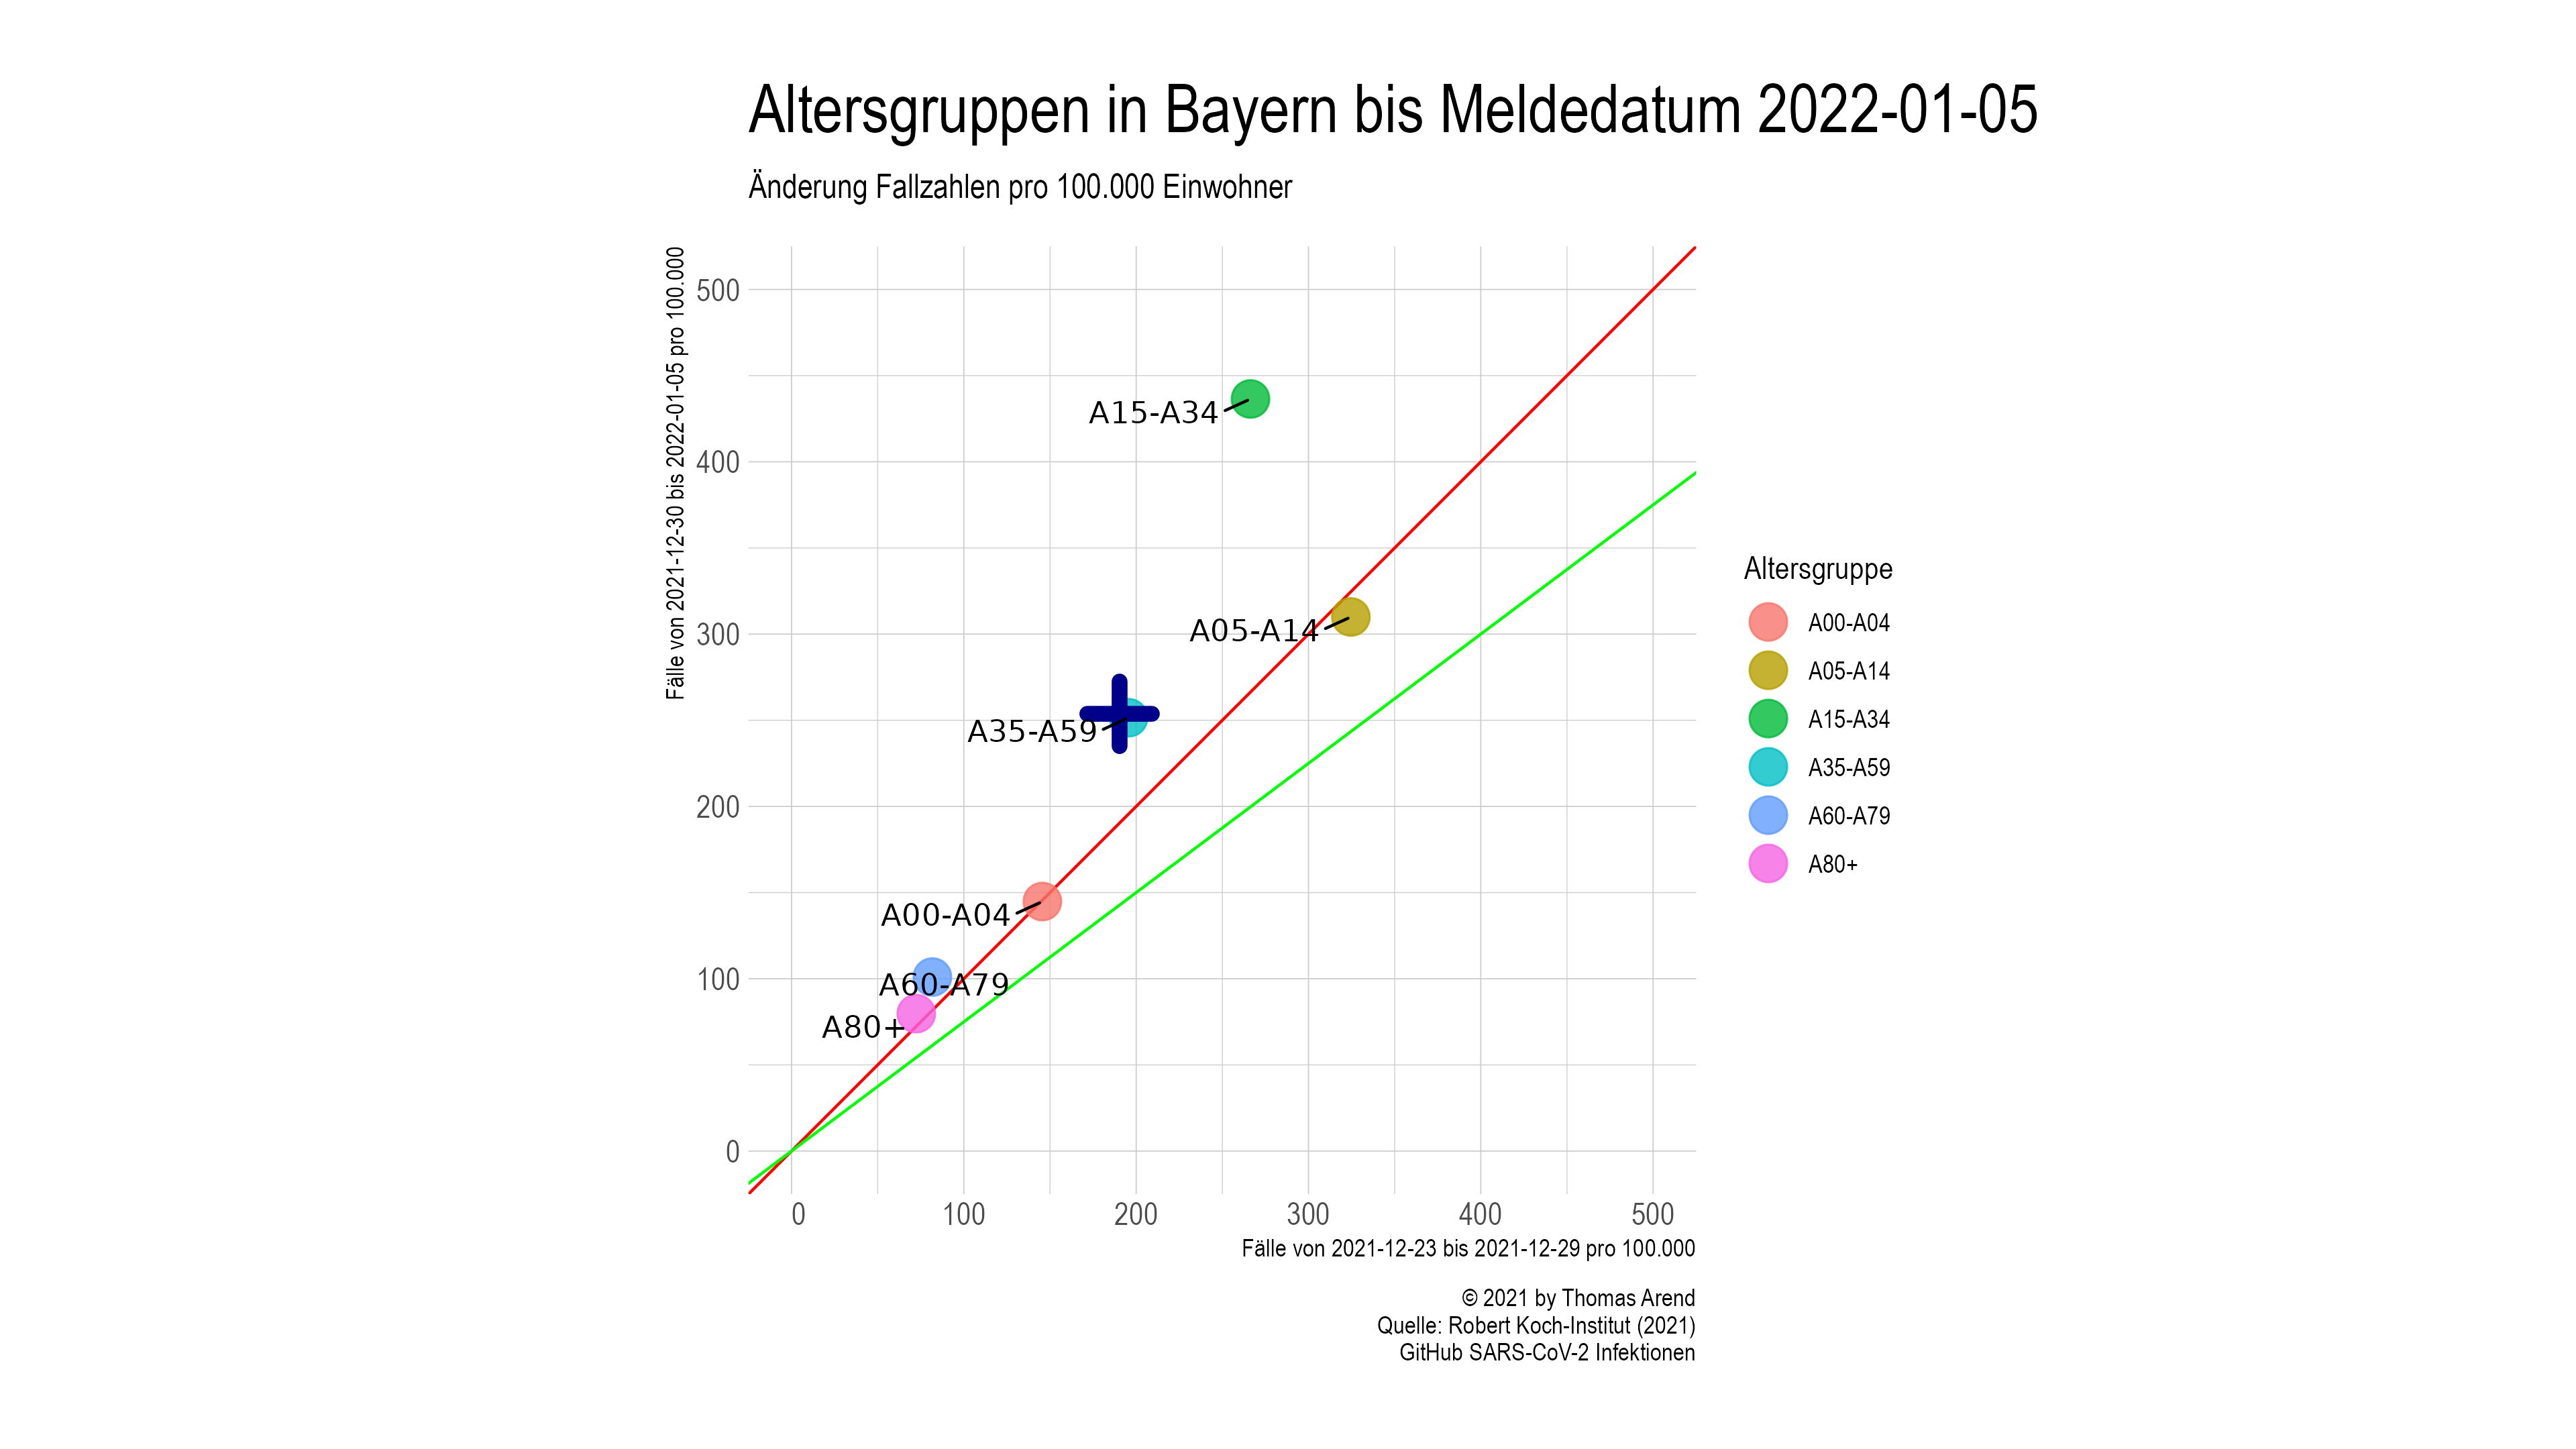 Altersgruppen in Bayern bis Meldedatum 2022-01-05
Änderung Fallzahlen pro 100.000 Einwohner
Fälle von 2021-12-30 bis 2022-01-05 pro 100.000
500
400
300
200
100
0
A15-A34
A05-A14
A35-A59
A00-A04
A60-A79
A80+
0
100
200
300
400
500
Fälle von 2021-12-23 bis 2021-12-29 pro 100.000
Altersgruppe
A00-A04
A05-A14
A15-A34
A35-A59
A60-A79
A80+
© 2021 by Thomas Arend
Quelle: Robert Koch-Institut (2021)
GitHub SARS-CoV-2 Infektionen